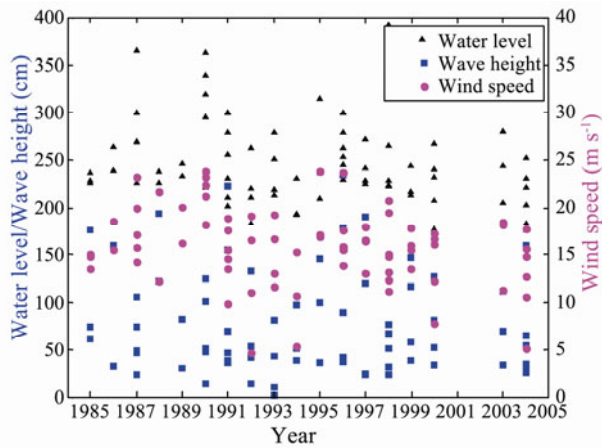 400
350
300
250
200
150
100
50
0
Water level/Wave height (cm)
Water level
Wave height
Wind speed
40
35
30
25
20
15
10
5
0
Wind speed (m s-1)
1985 1987 1989 1991 1993 1995 1997 1999 2001 2003 2005
Year